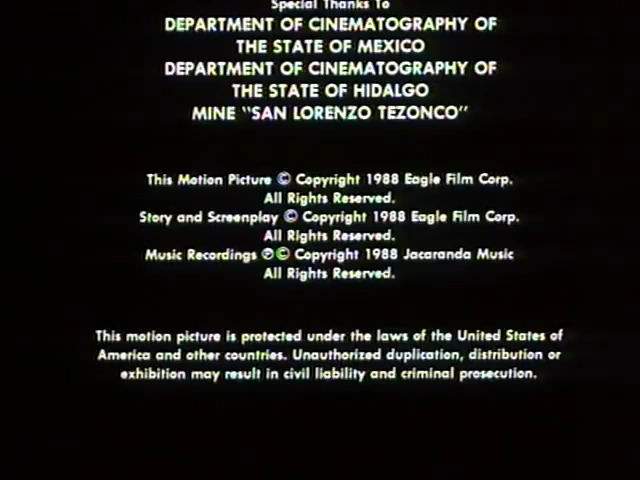 Special Thanks To
DEPARTMENT OF CINEMATOGRAPHY OF
THE STATE OF MEXICO
DEPARTMENT OF CINEMATOGRAPHY OF
THE STATE OF HIDALGO
MINE "SAN LORENZO TEZONCO"
This Motion Picture © Copyright 1988 Eagle Film Corp.
All Rights Reserved.
Story and Screenplay © Copyright 1988 Eagle Film Corp.
All Rights Reserved.
Music Recordings ℗© Copyright 1988 Jacaranda Music
All Rights Reserved.
This motion picture is protected under the laws of the United States of
America and other countries. Unauthorized duplication, distribution or
exhibition may result in civil liability and criminal prosecution.